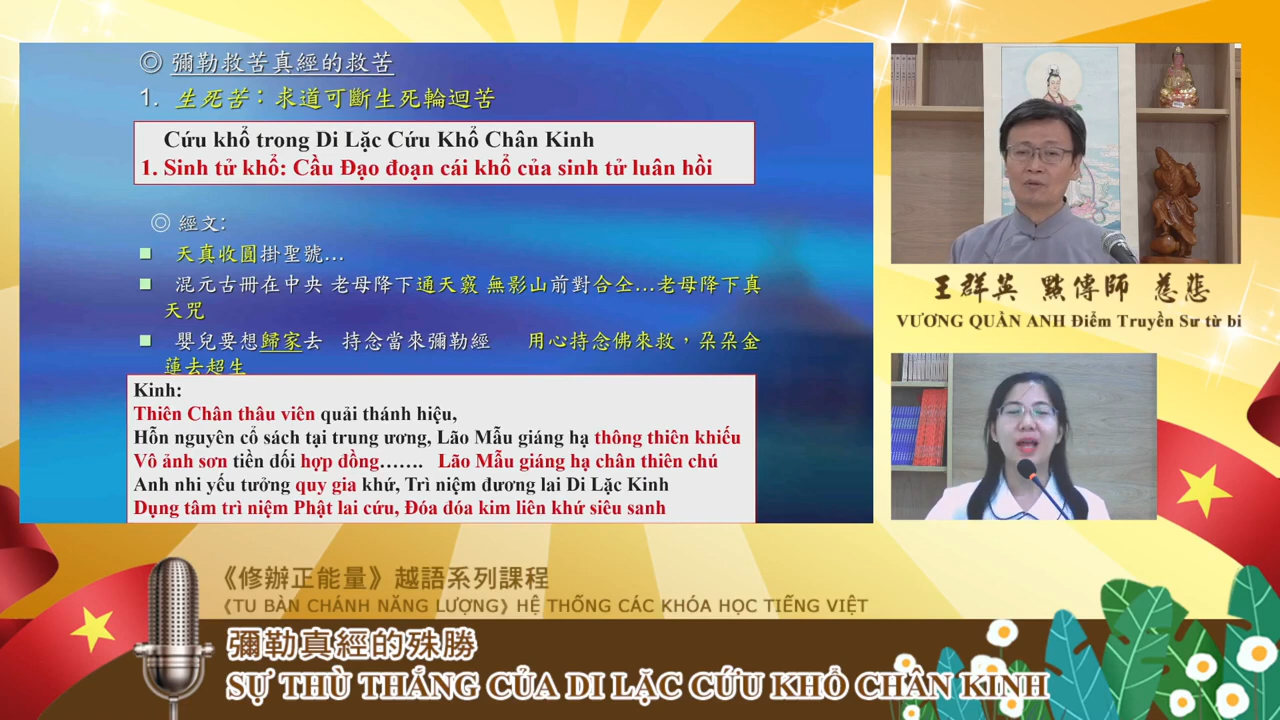 ◎ 彌勒救苦真經的救苦
1. 生死苦：求道可斷生死輪迴苦
Cứu khổ trong Di Lặc Cứu Khổ Chân Kinh
1. Sinh tử khổ: Cầu Đạo đoạn cái khổ của sinh tử luân hồi
◎ 經文:
天真收圓掛聖號…
混元古冊在中央 老母降下通天竅 無影山前對合仝…老母降下真
天咒
嬰兒要想歸家去 持念當來彌勒經 用心持念佛來救，朵朵金
蓮去超生
Kinh:
Thiên Chân thâu viên quải thánh hiệu,
Hỗn nguyên cổ sách tại trung ương, Lão Mẫu giáng hạ thông thiên khiếu
Vô ảnh sơn tiền đối hợp đồng……. Lão Mẫu giáng hạ chân thiên chú
Anh nhi yếu tưởng quy gia khứ, Trì niệm đương lai Di Lặc Kinh
Dụng tâm trì niệm Phật lai cứu, Đóa đóa kim liên khứ siêu sanh
王群英 點傳師 慈悲
VƯƠNG QUẦN ANH Điểm Truyền Sư từ bi
《修辦正能量》越語系列課程
《TU BÀN CHÁNH NĂNG LƯỢNG》HỆ THỐNG CÁC KHÓA HỌC TIẾNG VIỆT
彌勒真經的殊勝
SỰ THÙ THẮNG CỦA DI LẶC CỨU KHỔ CHÂN KINH